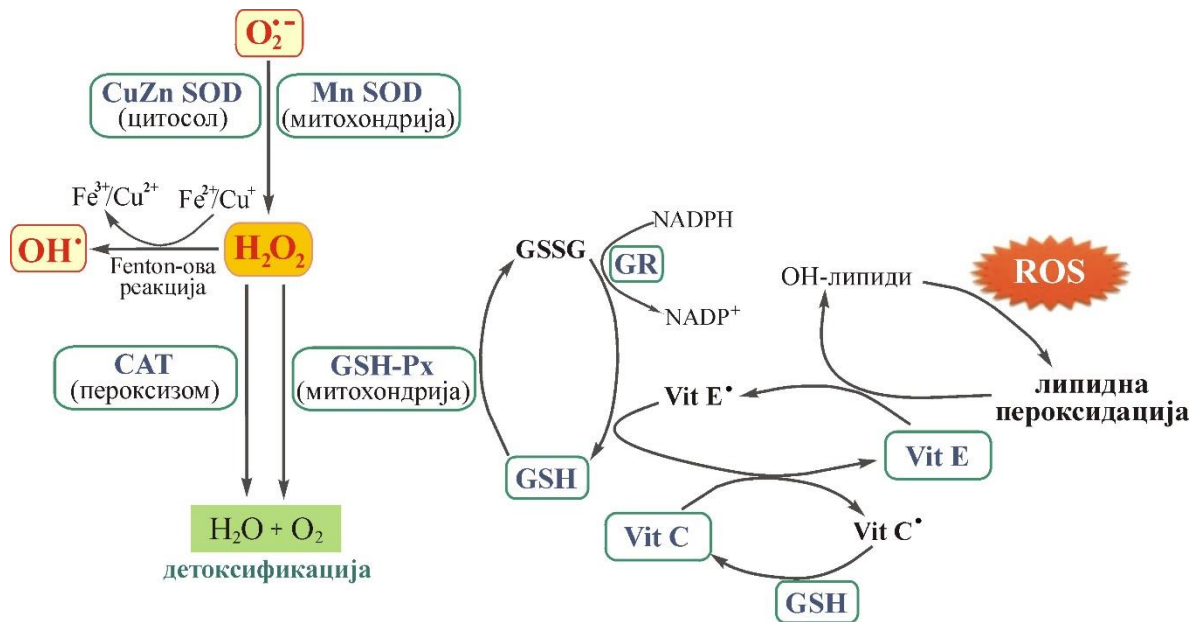 O₂•⁻
CuZn SOD
(цитосол)
Mn SOD
(митохондрија)
Fe³⁺/Cu²⁺
Fe²⁺/Cu⁺
OH•
H₂O₂
Fenton-ова
реакција
CAT
(пероксизом)
GSH-Px
(митохондрија)
H₂O + O₂
детоксификација
GSSG
NADPH
GR
NADP⁺
GSH
OH-липиди
ROS
липидна
пероксидација
Vit E•
Vit E
Vit C
Vit C•
GSH